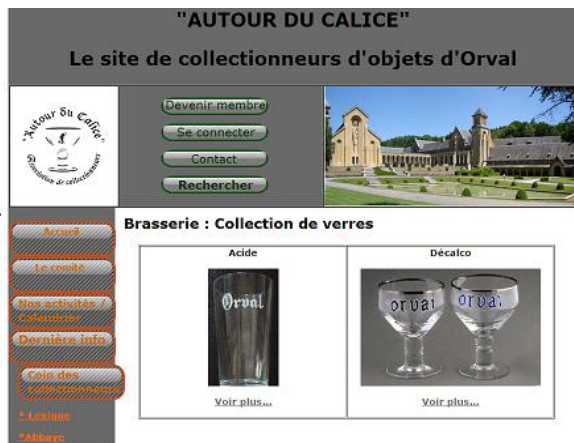 "AUTOUR DU CALICE"
Le site de collectionneurs d'objets d'Orval
"Autour du Calice"
Association de collectionneurs
Devenir membre
Se connecter
Contact
Rechercher
Accueil
Le comité
Nos activités /
Calendrier
Dernière info
Coin des
collectionneurs
* Lexique
*Abbaye
Brasserie : Collection de verres
Acide
Décalco
Orval
orval
orval
Voir plus...
Voir plus...